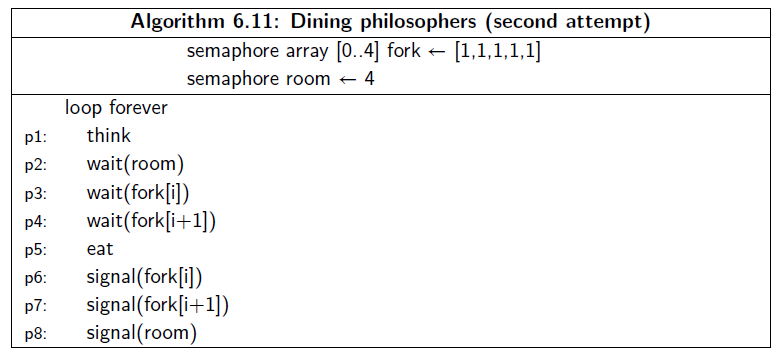 Algorithm 6.11: Dining philosophers (second attempt)
semaphore array [0..4] fork ← [1,1,1,1,1]
semaphore room ← 4
loop forever
p1: think
p2: wait(room)
p3: wait(fork[i])
p4: wait(fork[i+1])
p5: eat
p6: signal(fork[i])
p7: signal(fork[i+1])
p8: signal(room)